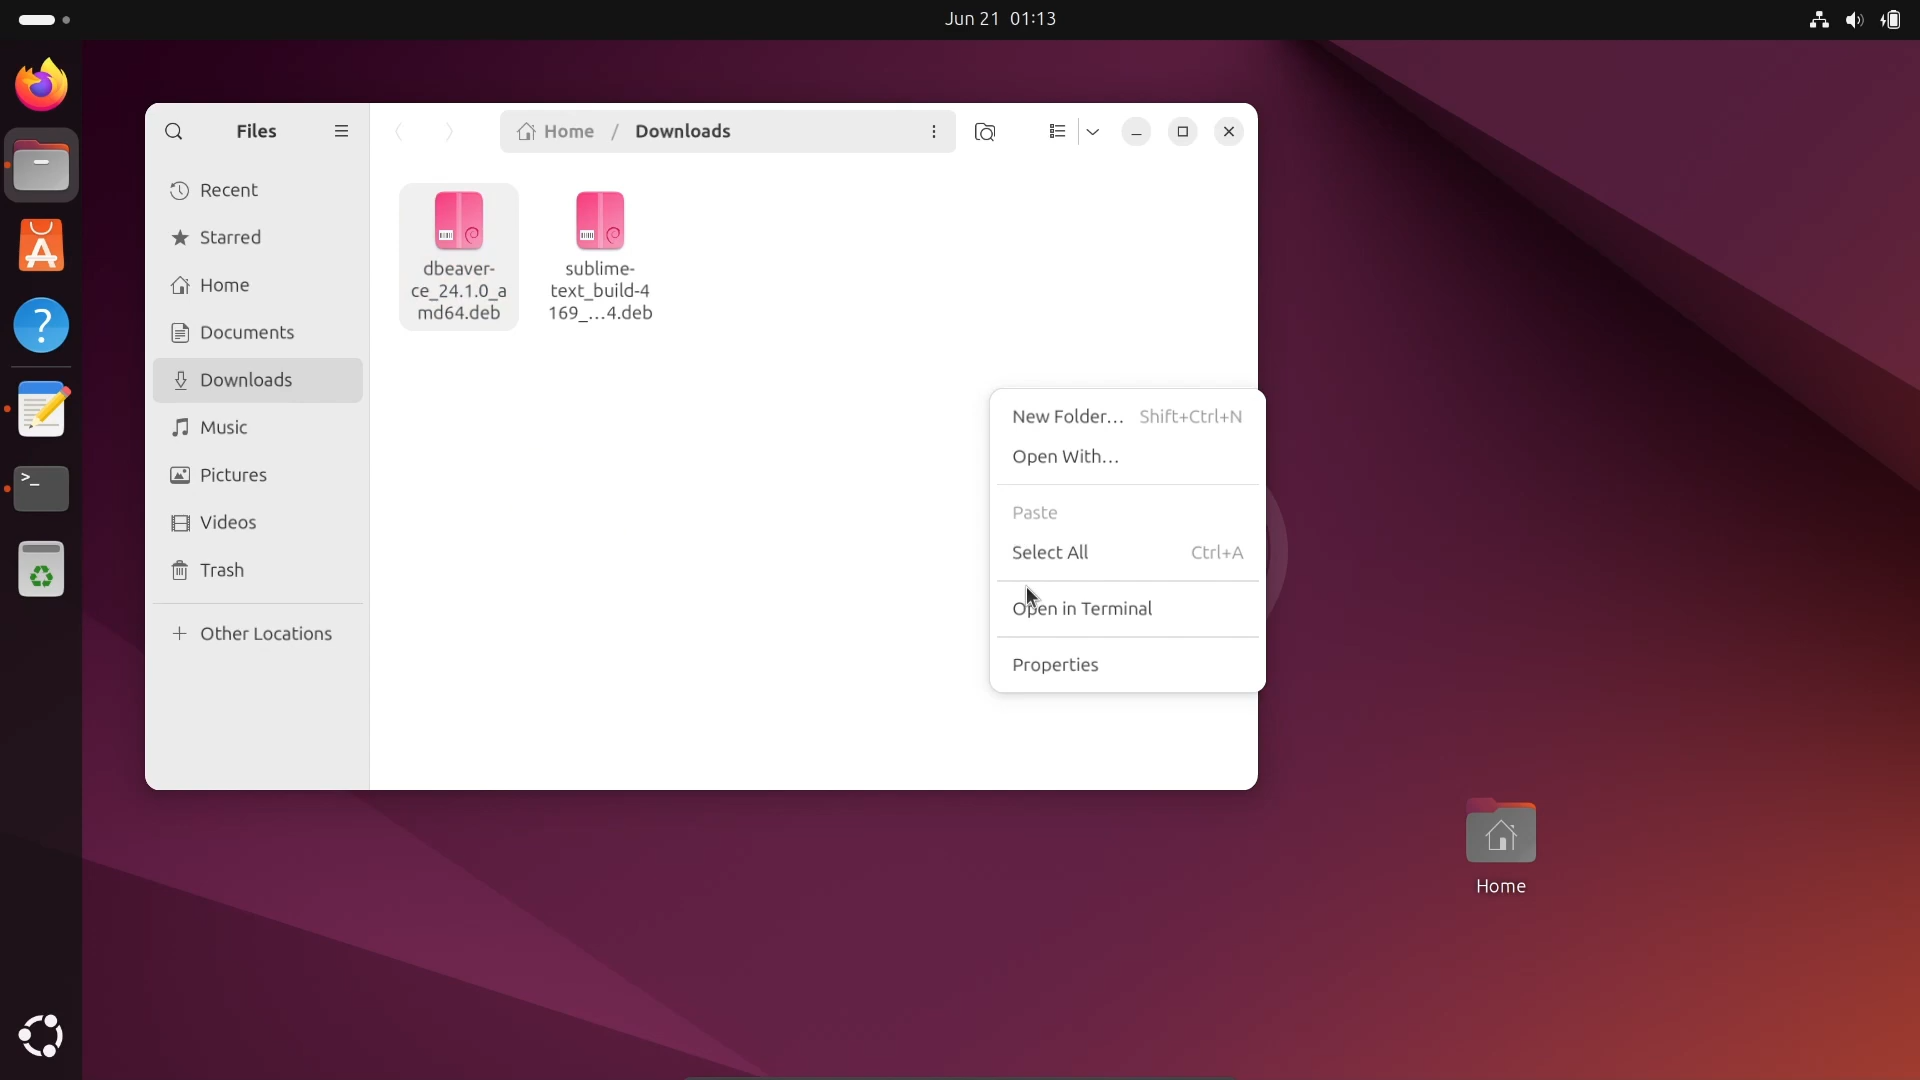 Jun 21 01:13
Files
Home / Downloads
Recent
Starred
Home
Documents
Downloads
Music
Pictures
Videos
Trash
+ Other Locations
dbeaver-
ce_24.1.0_a
md64.deb
sublime-
text_build-4
169_...4.deb
New Folder... Shift+Ctrl+N
Open With...
Paste
Select All Ctrl+A
Open in Terminal
Properties
Home